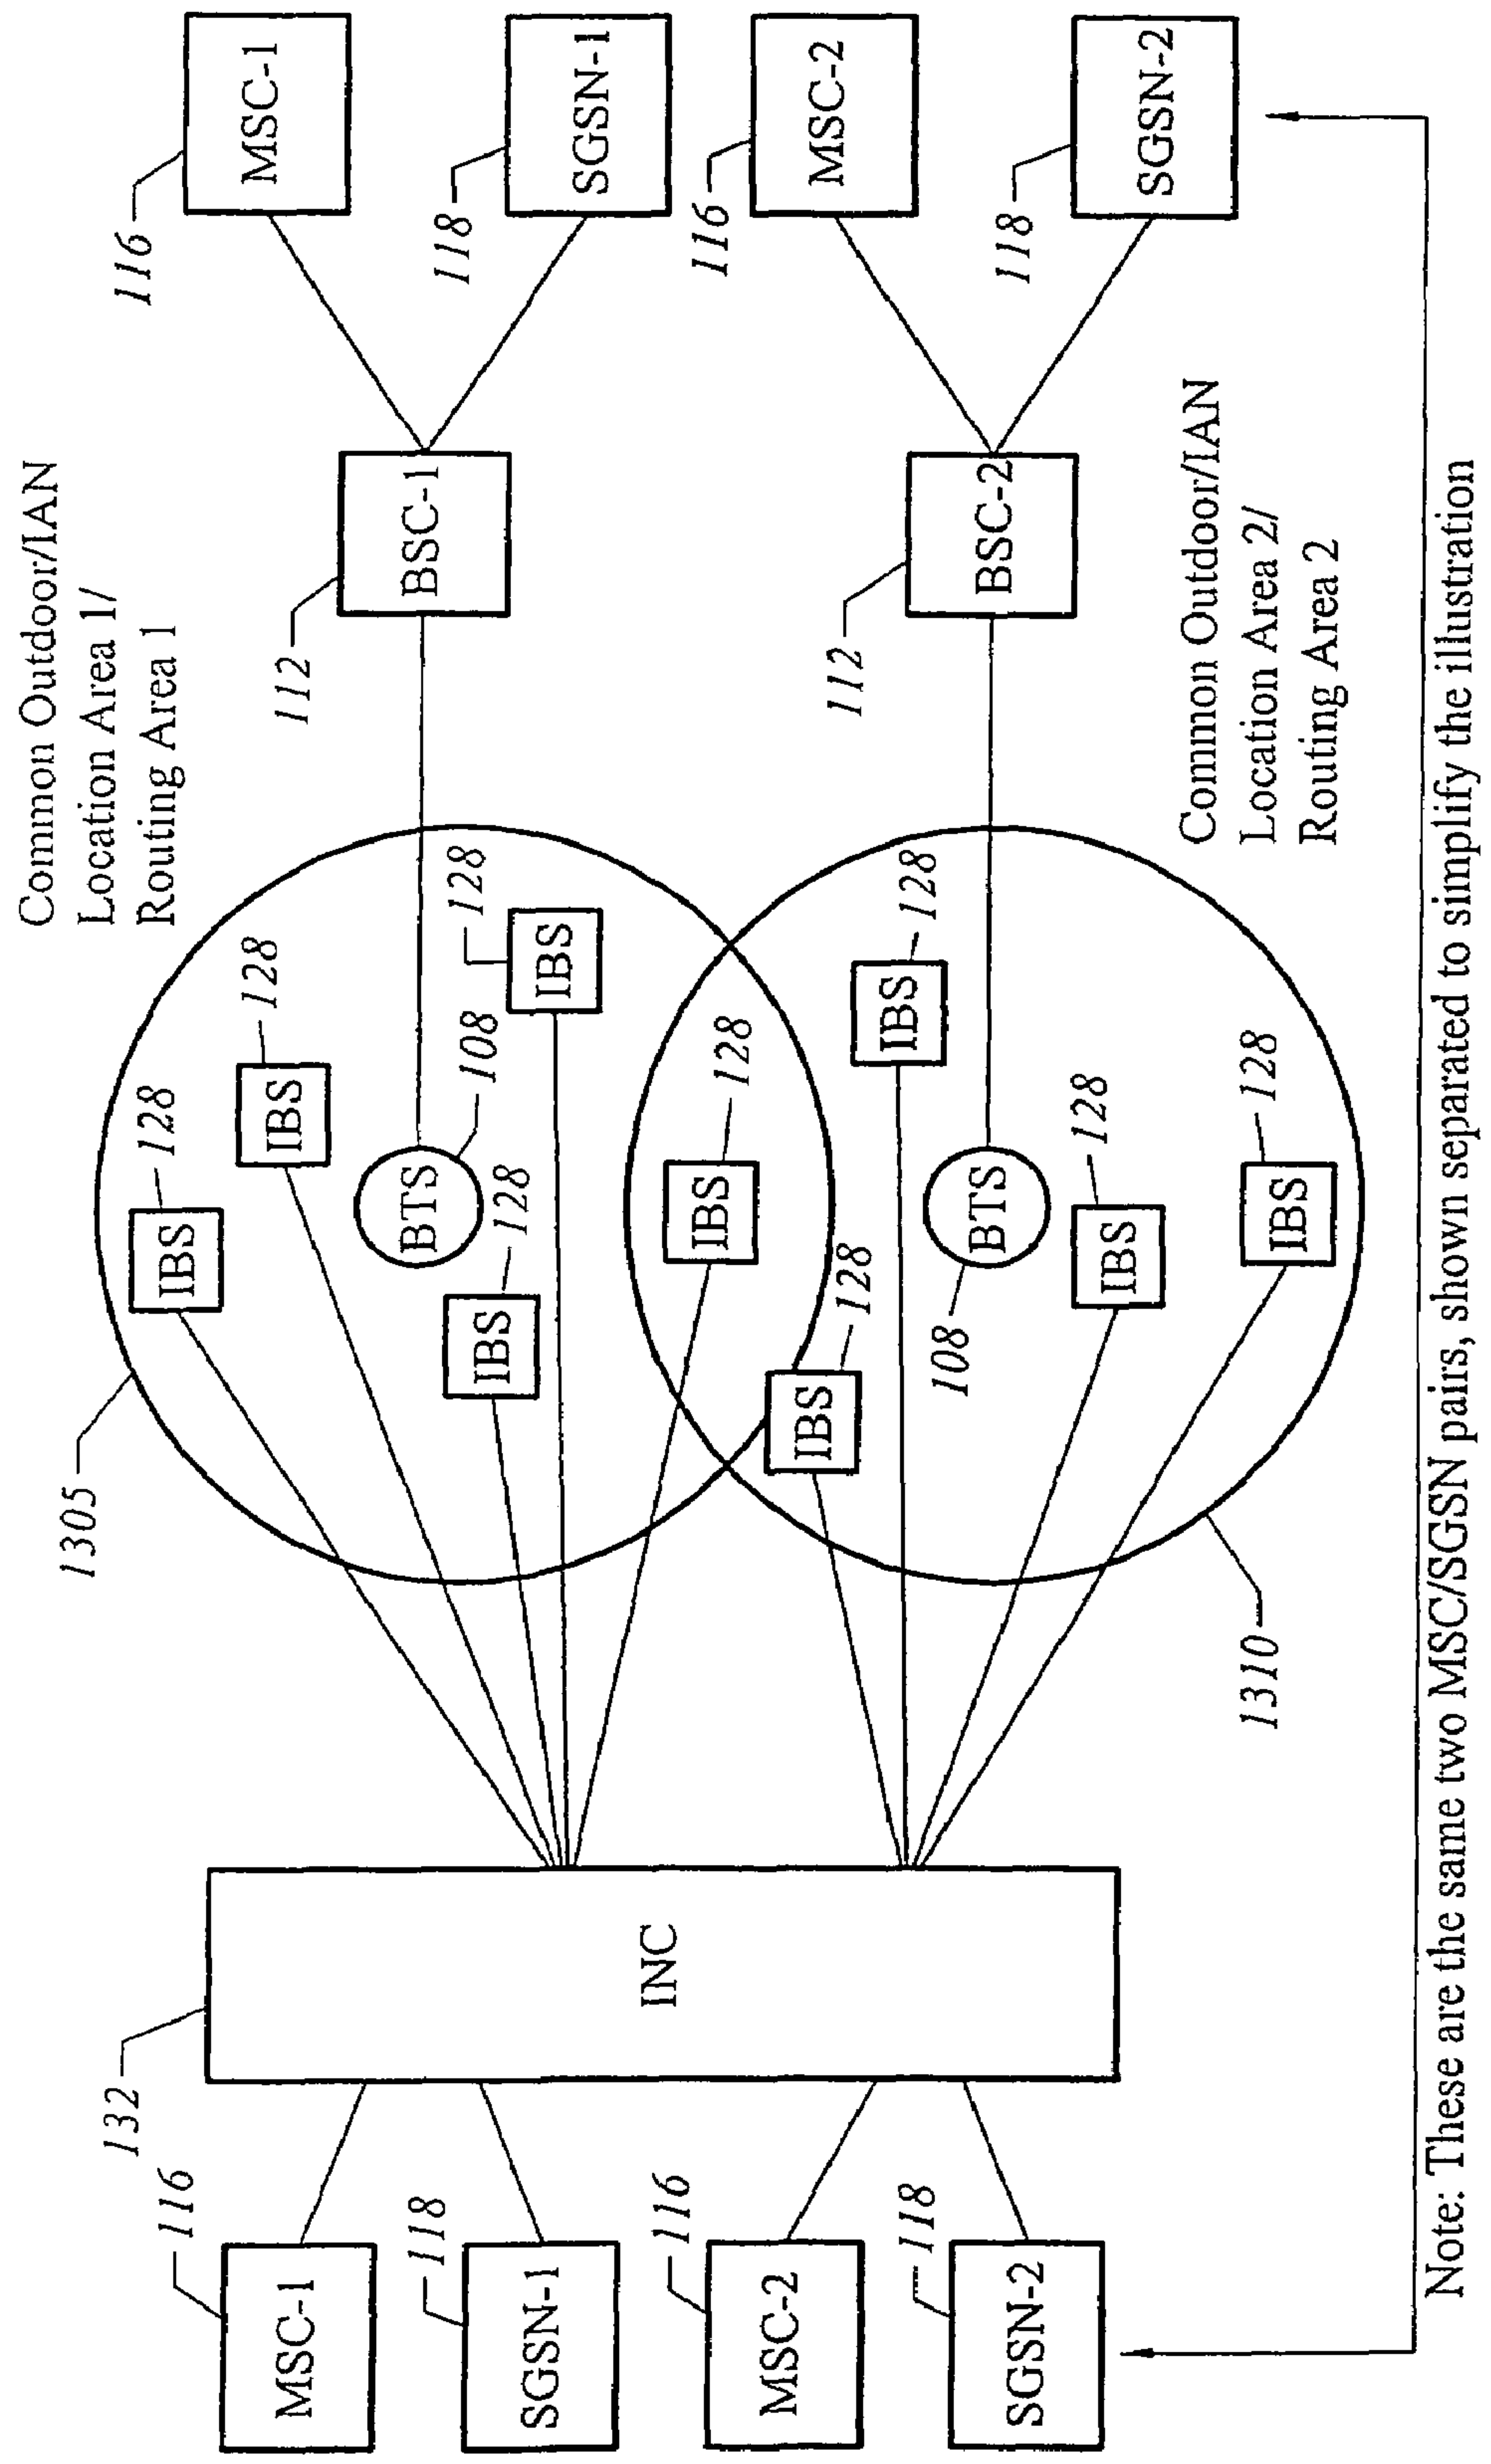 MSC-1
116
SGSN-1
118
MSC-2
116
SGSN-2
118
132
INC
1305
1310
IBS
128
IBS
128
BTS
108
IBS
128
IBS
128
IBS
128
IBS
128
IBS
128
BTS
108
IBS
128
IBS
128
Common Outdoor/IAN
Location Area 1/
Routing Area 1
112
BSC-1
112
BSC-2
Common Outdoor/IAN
Location Area 2/
Routing Area 2
116
MSC-1
118
SGSN-1
116
MSC-2
118
SGSN-2
Note: These are the same two MSC/SGSN pairs, shown separated to simplify the illustration